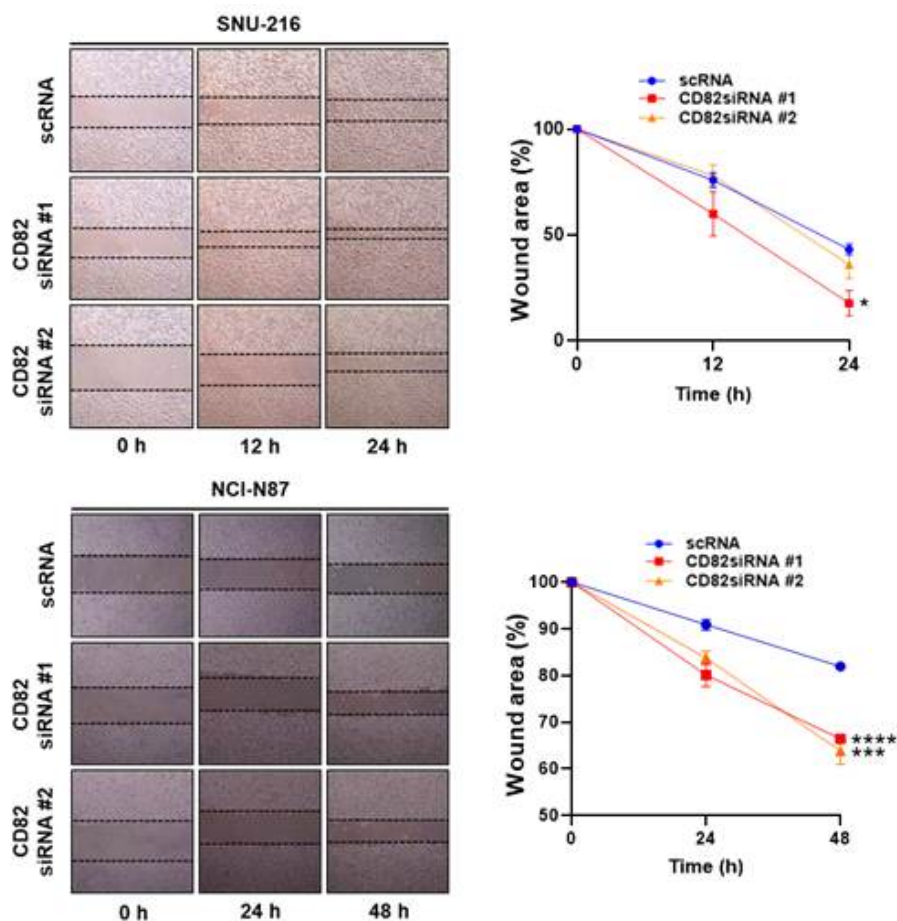 SNU-216
scRNA
CD82
siRNA #1
CD82
siRNA #2
0 h
12 h
24 h
scRNA
CD82siRNA #1
CD82siRNA #2
Wound area (%)
100
50
0
0
12
24
*
Time (h)
NCI-N87
scRNA
CD82
siRNA #1
CD82
siRNA #2
0 h
24 h
48 h
scRNA
CD82siRNA #1
CD82siRNA #2
Wound area (%)
100
90
80
70
60
50
0
24
48
****
***
Time (h)